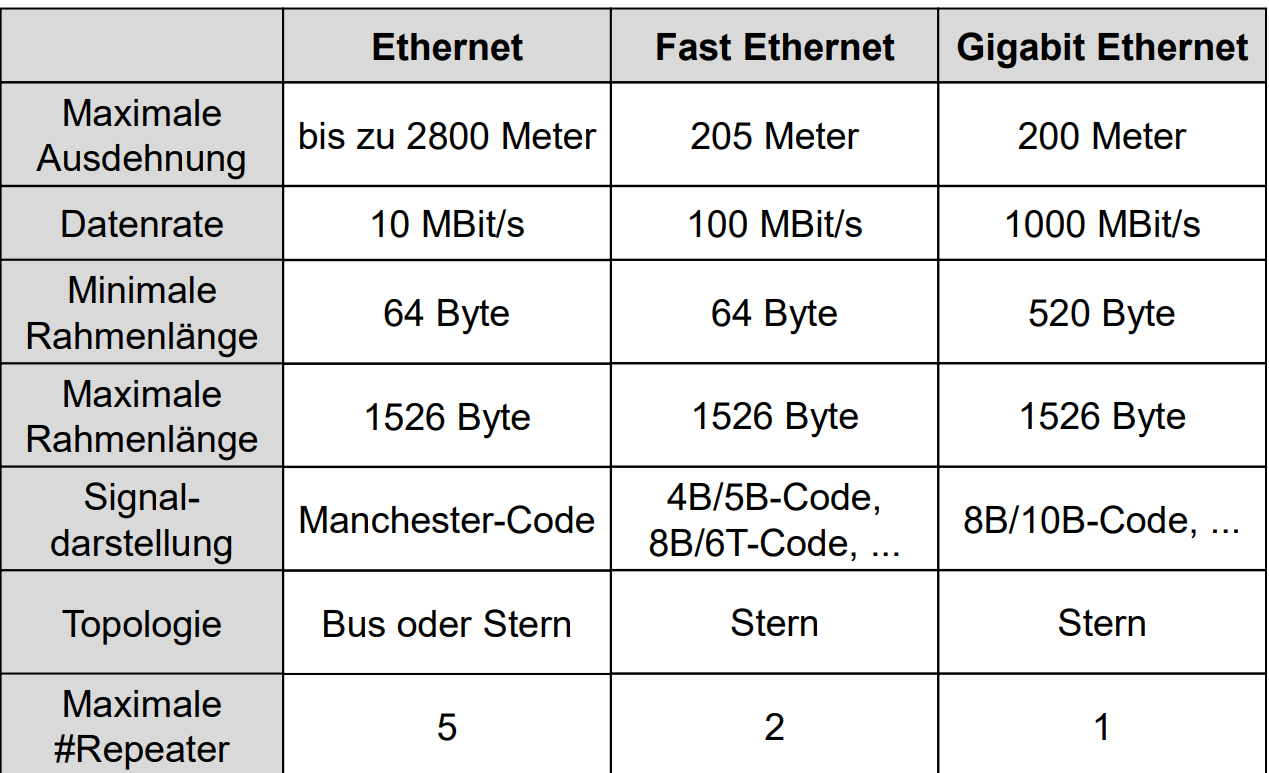 Ethernet Fast Ethernet Gigabit Ethernet
Maximale
Ausdehnung
bis zu 2800 Meter 205 Meter 200 Meter
Datenrate 10 MBit/s 100 MBit/s 1000 MBit/s
Minimale
Rahmenlänge
64 Byte 64 Byte 520 Byte
Maximale
Rahmenlänge
1526 Byte 1526 Byte 1526 Byte
Signal-
darstellung
Manchester-Code
4B/5B-Code,
8B/6T-Code, ...
8B/10B-Code, ...
Topologie Bus oder Stern Stern Stern
Maximale
#Repeater
5 2 1